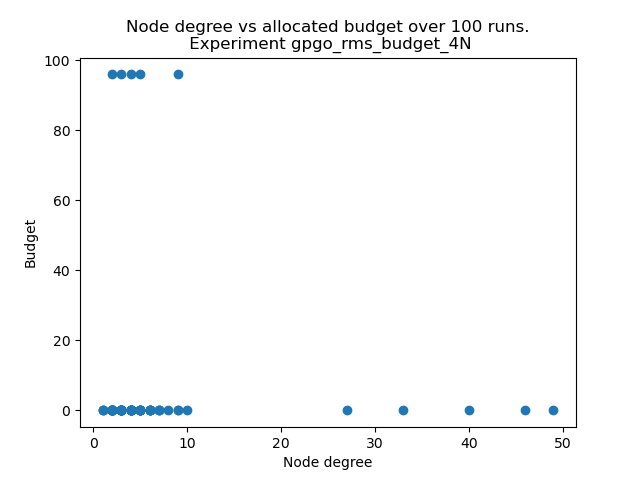 Node degree vs allocated budget over 100 runs.
Experiment gpgo_rms_budget_4N
100
80
60
40
20
0
Budget
0 10 20 30 40 50
Node degree